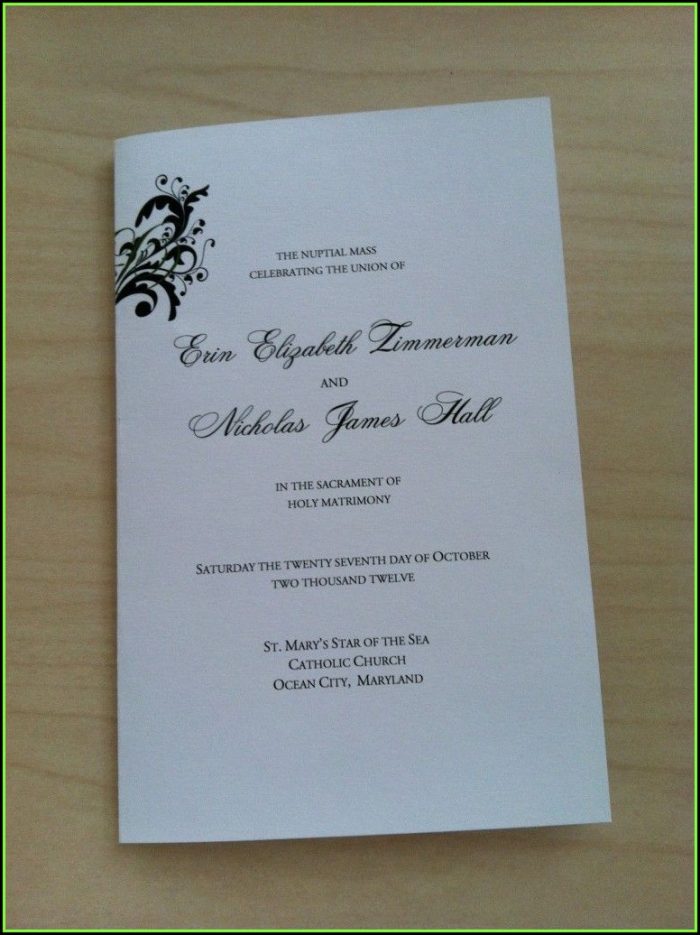 THE NUPTIAL MASS
CELEBRATING THE UNION OF
Erin Elizabeth Zimmerman
AND
Nicholas James Hall
IN THE SACRAMENT OF
HOLY MATRIMONY
SATURDAY THE TWENTY SEVENTH DAY OF OCTOBER
TWO THOUSAND TWELVE
ST. MARY'S STAR OF THE SEA
CATHOLIC CHURCH
OCEAN CITY, MARYLAND